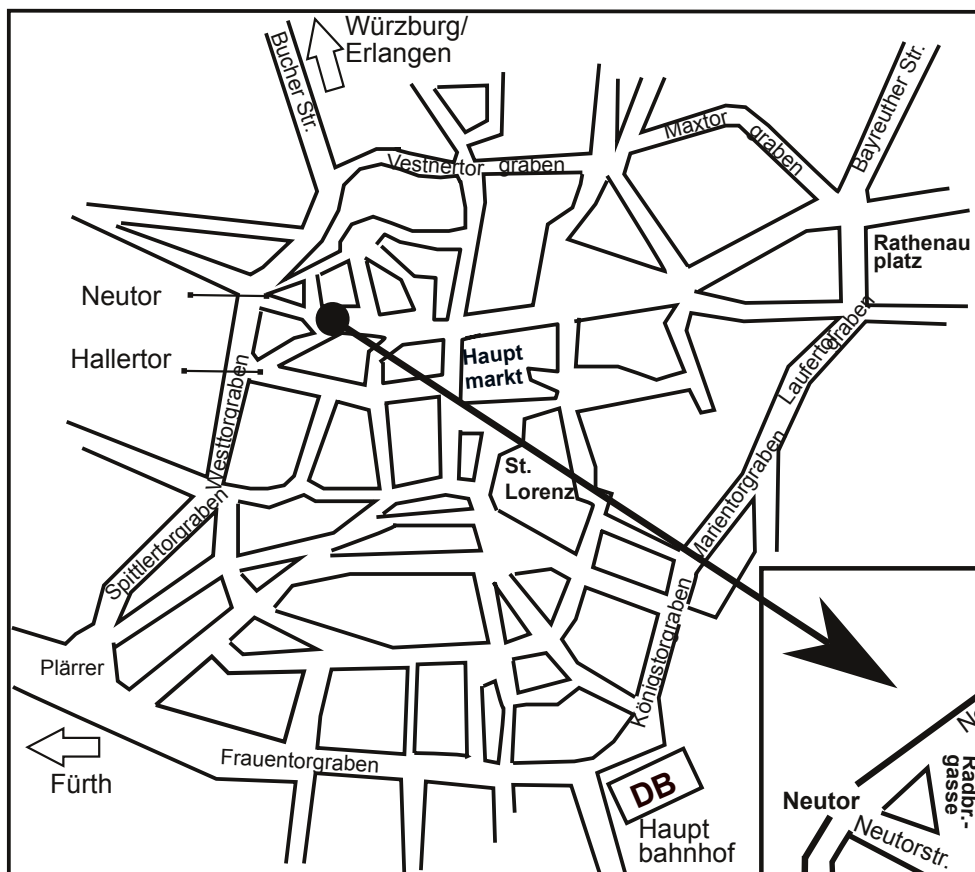 Würzburg/
Erlangen
Bucher Str.
Vestnertor graben
Maxtor graben
Bayreuther Str.
Rathenau
platz
Neutor
Hallertor
Haupt
markt
Laufertorgraben
Westtorgraben
St.
Lorenz
Marientorgraben
Spittlertorgraben
Königstorgraben
Plärrer
Frauentorgraben
Fürth
DB
Haupt
bahnhof
Radbr.-
gasse
Neutor
Neutorstr.